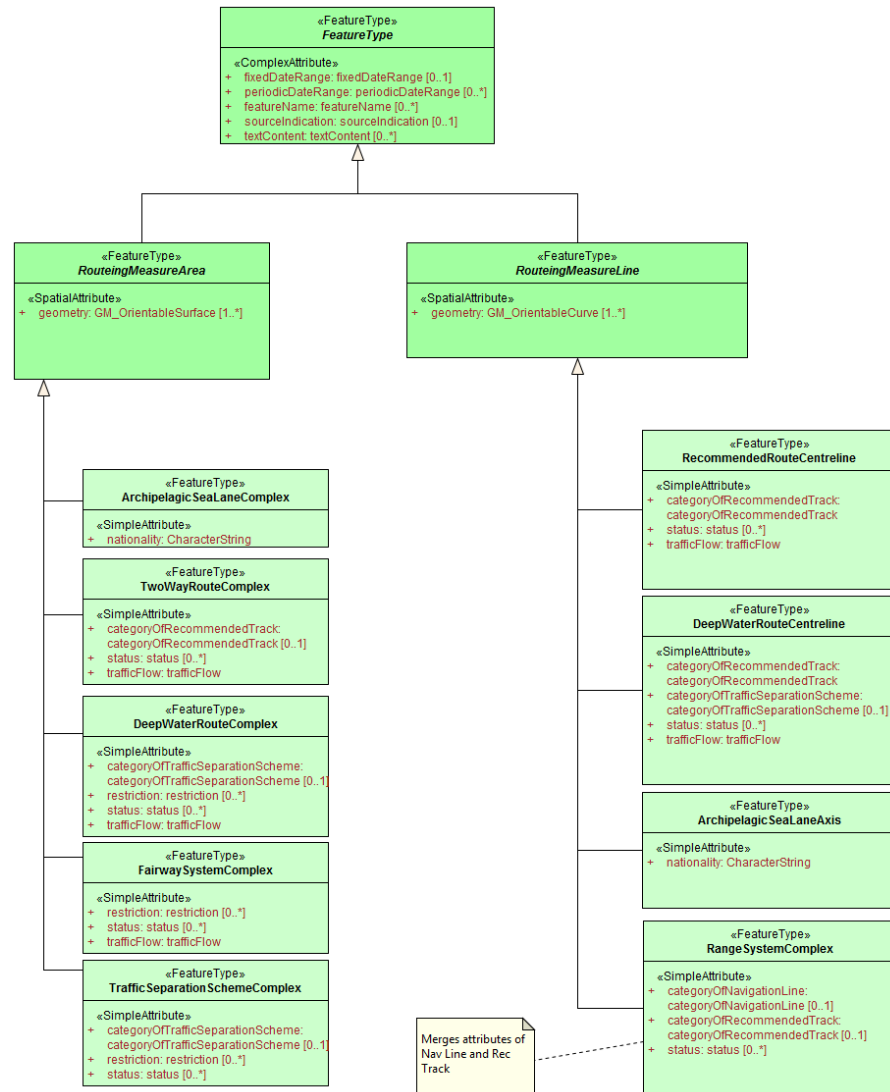 «FeatureType»
FeatureType
«ComplexAttribute»
+ fixedDateRange: fixedDateRange [0..1]
+ periodicDateRange: periodicDateRange [0..*]
+ featureName: featureName [0..*]
+ sourceIndication: sourceIndication [0..1]
+ textContent: textContent [0..*]
«FeatureType»
RouteingMeasureArea
«SpatialAttribute»
+ geometry: GM_OrientableSurface [1..*]
«FeatureType»
RouteingMeasureLine
«SpatialAttribute»
+ geometry: GM_OrientableCurve [1..*]
«FeatureType»
ArchipelagicSeaLaneComplex
«SimpleAttribute»
+ nationality: CharacterString
«FeatureType»
TwoWayRouteComplex
«SimpleAttribute»
+ categoryOfRecommendedTrack:
categoryOfRecommendedTrack [0..1]
+ status: status [0..*]
+ trafficFlow: trafficFlow
«FeatureType»
DeepWaterRouteComplex
«SimpleAttribute»
+ categoryOfTrafficSeparationScheme:
categoryOfTrafficSeparationScheme [0..1]
+ restriction: restriction [0..*]
+ status: status [0..*]
+ trafficFlow: trafficFlow
«FeatureType»
FairwaySystemComplex
«SimpleAttribute»
+ restriction: restriction [0..*]
+ status: status [0..*]
+ trafficFlow: trafficFlow
«FeatureType»
TrafficSeparationSchemeComplex
«SimpleAttribute»
+ categoryOfTrafficSeparationScheme:
categoryOfTrafficSeparationScheme [0..1]
+ restriction: restriction [0..*]
+ status: status [0..*]
«FeatureType»
RecommendedRouteCentreline
«SimpleAttribute»
+ categoryOfRecommendedTrack:
categoryOfRecommendedTrack
+ status: status [0..*]
+ trafficFlow: trafficFlow
«FeatureType»
DeepWaterRouteCentreline
«SimpleAttribute»
+ categoryOfRecommendedTrack:
categoryOfRecommendedTrack
+ categoryOfTrafficSeparationScheme:
categoryOfTrafficSeparationScheme [0..1]
+ status: status [0..*]
+ trafficFlow: trafficFlow
«FeatureType»
ArchipelagicSeaLaneAxis
«SimpleAttribute»
+ nationality: CharacterString
«FeatureType»
RangeSystemComplex
«SimpleAttribute»
+ categoryOfNavigationLine:
categoryOfNavigationLine [0..1]
+ categoryOfRecommendedTrack:
categoryOfRecommendedTrack [0..1]
+ status: status [0..*]
Merges attributes of
Nav Line and Rec
Track